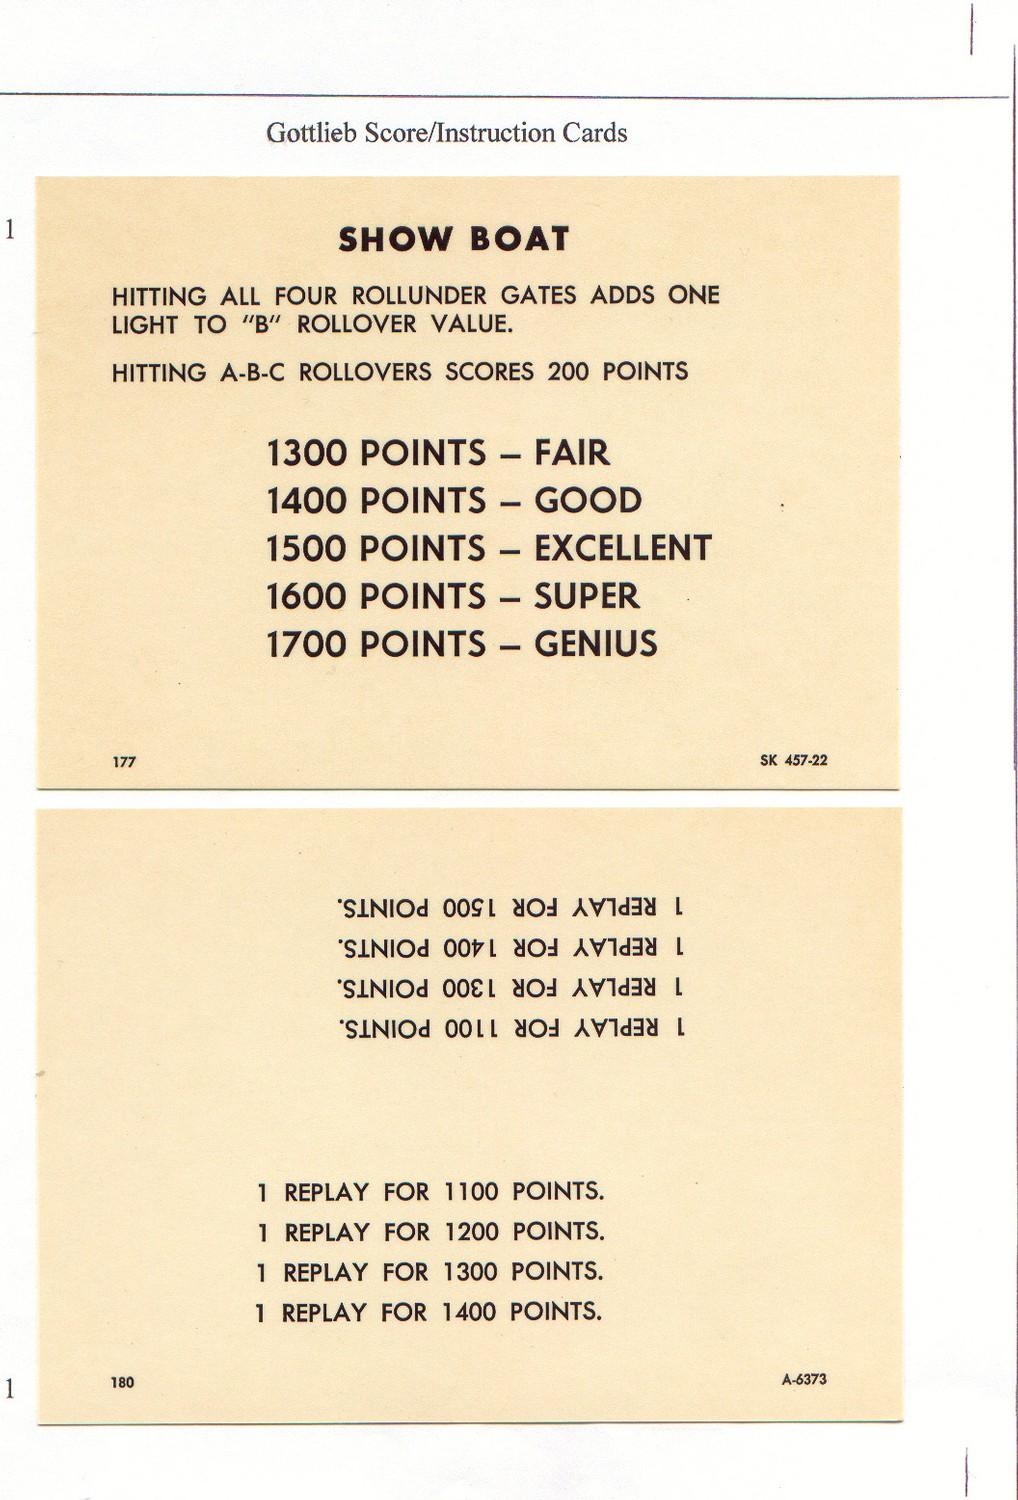 Gottlieb Score/Instruction Cards
1
SHOW BOAT
HITTING ALL FOUR ROLLUNDER GATES ADDS ONE
LIGHT TO "B" ROLLOVER VALUE.
HITTING A-B-C ROLLOVERS SCORES 200 POINTS
1300 POINTS – FAIR
1400 POINTS – GOOD
1500 POINTS – EXCELLENT
1600 POINTS – SUPER
1700 POINTS – GENIUS
177
SK 457-22
1 REPLAY FOR 1100 POINTS.
1 REPLAY FOR 1300 POINTS.
1 REPLAY FOR 1400 POINTS.
1 REPLAY FOR 1500 POINTS.
1 REPLAY FOR 1100 POINTS.
1 REPLAY FOR 1200 POINTS.
1 REPLAY FOR 1300 POINTS.
1 REPLAY FOR 1400 POINTS.
1
180
A-6373